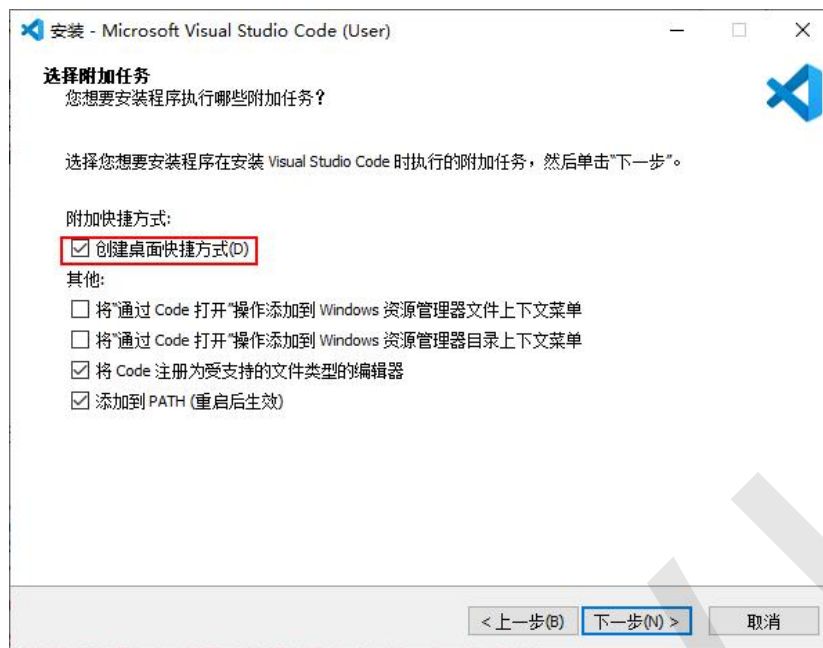 安装 - Microsoft Visual Studio Code (User)
选择附加任务
您想要安装程序执行哪些附加任务?
选择您想要安装程序在安装 Visual Studio Code 时执行的附加任务，然后单击"下一步"。
附加快捷方式:
创建桌面快捷方式(D)
其他:
将"通过 Code 打开"操作添加到 Windows 资源管理器文件上下文菜单
将"通过 Code 打开"操作添加到 Windows 资源管理器目录上下文菜单
将 Code 注册为受支持的文件类型的编辑器
添加到 PATH (重启后生效)
< 上一步(B) 下一步(N) > 取消